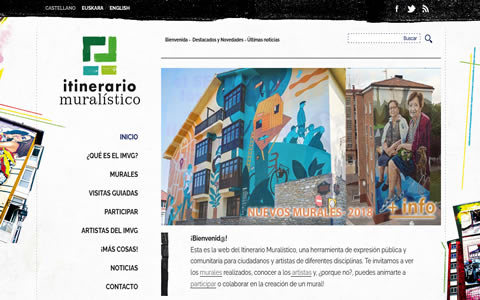 CASTELLANO EUSKARA ENGLISH
Bienvenida - Destacados y Novedades - Últimas noticias
Buscar
itinerario
muralístico
INICIO
¿QUÉ ES EL IMVG?
MURALES
VISITAS GUIADAS
PARTICIPAR
ARTISTAS DEL IMVG
¡MÁS COSAS!
NOTICIAS
CONTACTO
NUEVOS MURALES 2018
+ Info
¡Bienvenid@!
Esta es la web del Itinerario Muralístico, una herramienta de expresión pública y
comunitaria para ciudadanos y artistas de diferentes disciplinas. Te invitamos a ver
los murales realizados, conocer a los artistas y, ¿porque no?, puedes animarte a
participar o colaborar en la creación de un mural!